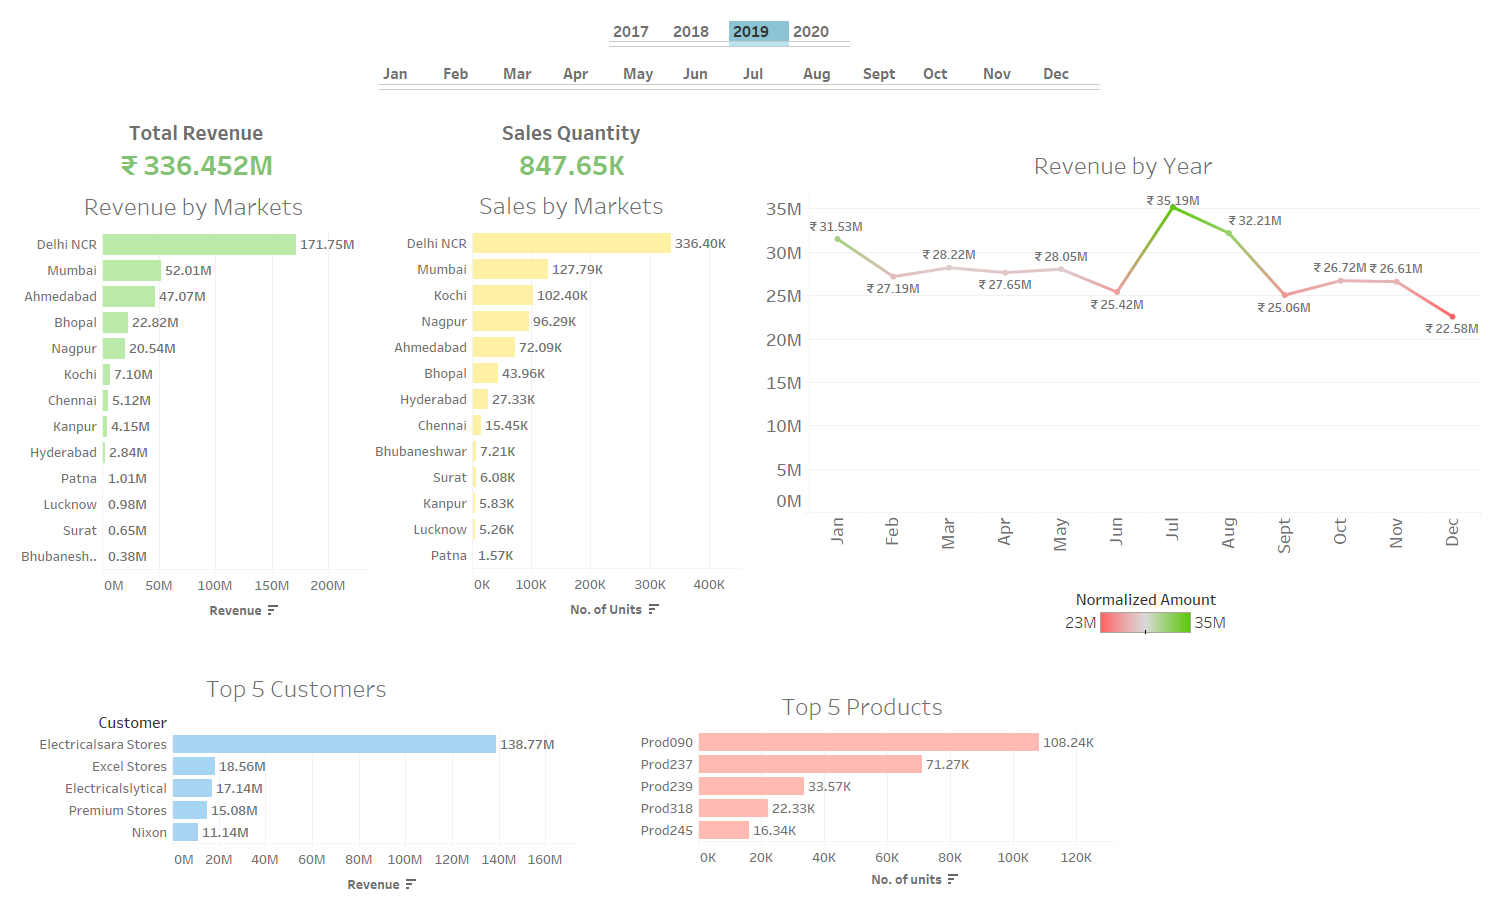 2017 2018 2019 2020
Jan Feb Mar Apr May Jun Jul Aug Sept Oct Nov Dec
Total Revenue
₹ 336.452M
Revenue by Markets
Delhi NCR 171.75M
Mumbai 52.01M
Ahmedabad 47.07M
Bhopal 22.82M
Nagpur 20.54M
Kochi 7.10M
Chennai 5.12M
Kanpur 4.15M
Hyderabad 2.84M
Patna 1.01M
Lucknow 0.98M
Surat 0.65M
Bhubanesh.. 0.38M
0M 50M 100M 150M 200M
Revenue
Sales Quantity
847.65K
Sales by Markets
Delhi NCR 336.40K
Mumbai 127.79K
Kochi 102.40K
Nagpur 96.29K
Ahmedabad 72.09K
Bhopal 43.96K
Hyderabad 27.33K
Chennai 15.45K
Bhubaneshwar 7.21K
Surat 6.08K
Kanpur 5.83K
Lucknow 5.26K
Patna 1.57K
0K 100K 200K 300K 400K
No. of Units
Revenue by Year
35M
30M
25M
20M
15M
10M
5M
0M
₹ 31.53M
₹ 27.19M
₹ 28.22M
₹ 27.65M
₹ 28.05M
₹ 25.42M
₹ 35.19M
₹ 32.21M
₹ 25.06M
₹ 26.72M
₹ 26.61M
₹ 22.58M
Jan Feb Mar Apr May Jun Jul Aug Sept Oct Nov Dec
Normalized Amount
23M 35M
Top 5 Customers
Customer
Electricalsara Stores 138.77M
Excel Stores 18.56M
Electricalslytical 17.14M
Premium Stores 15.08M
Nixon 11.14M
0M 20M 40M 60M 80M 100M 120M 140M 160M
Revenue
Top 5 Products
Prod090 108.24K
Prod237 71.27K
Prod239 33.57K
Prod318 22.33K
Prod245 16.34K
0K 20K 40K 60K 80K 100K 120K
No. of units